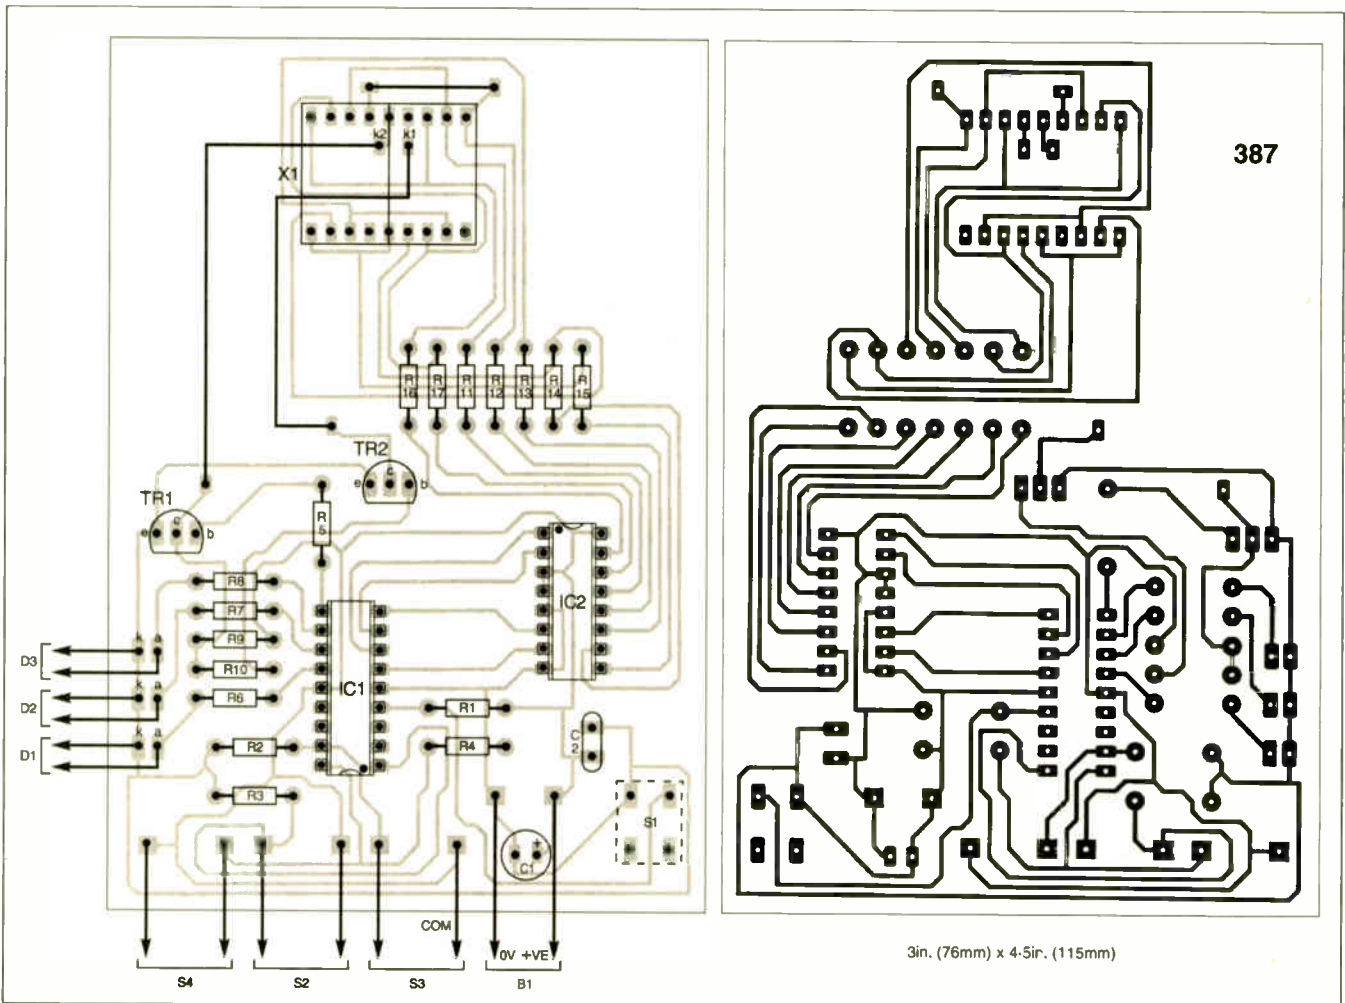 k2 k1
X1
387
R16 R17 R11 R12 R13 R14 R15
TR2
e c b
TR1
e c b
R5
R8
R7
R9
R10
R6
IC2
IC1
k a
D3
k a
D2
k a
D1
R1
R4
R2
R3
C2
S1
+
C1
COM
0V +VE
S4 S2 S3 B1
3in. (76mm) x 4·5ir. (115mm)